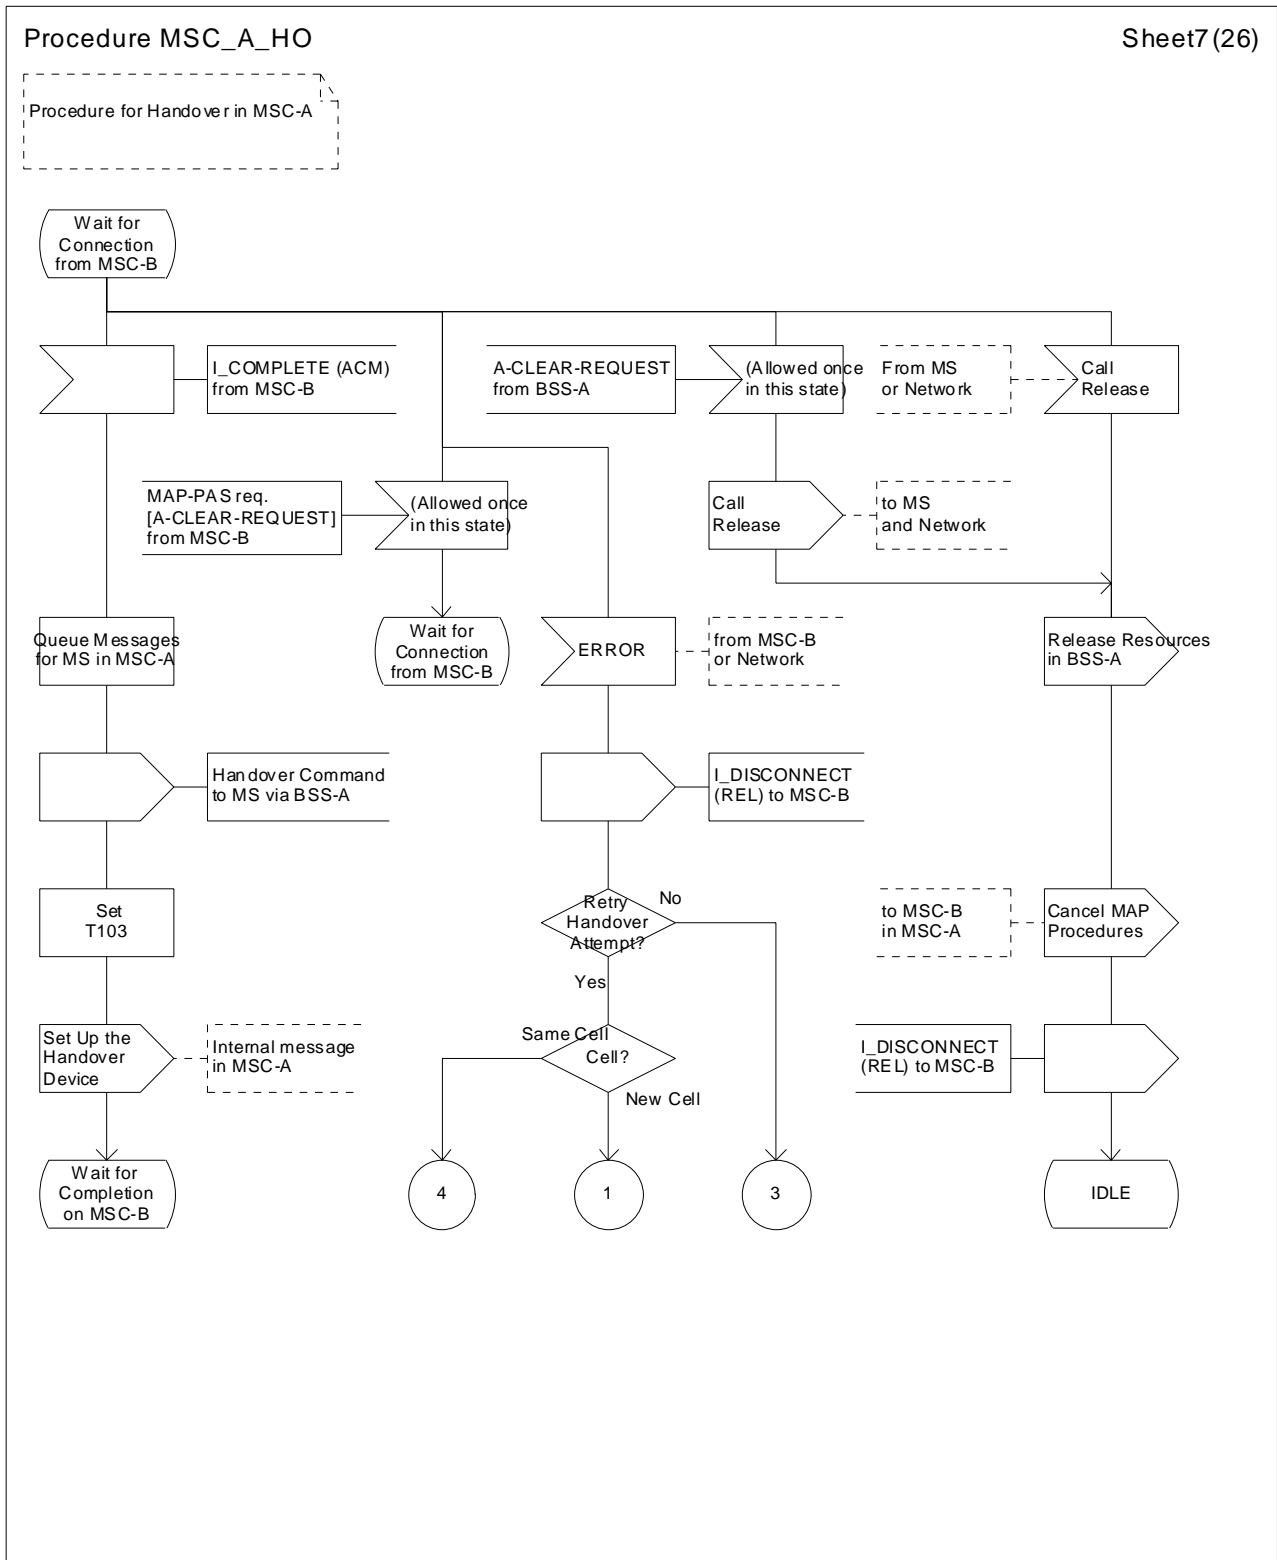 Procedure MSC_A_HO
Sheet7(26)
Procedure for Handover in MSC-A
Wait for
Connection
from MSC-B
I_COMPLETE (ACM)
from MSC-B
A-CLEAR-REQUEST
from BSS-A
(Allowed once
in this state)
From MS
or Network
Call
Release
MAP-PAS req.
[A-CLEAR-REQUEST]
from MSC-B
(Allowed once
in this state)
Call
Release
to MS
and Network
Queue Messages
for MS in MSC-A
Wait for
Connection
from MSC-B
ERROR
from MSC-B
or Network
Release Resources
in BSS-A
Handover Command
to MS via BSS-A
I_DISCONNECT
(REL) to MSC-B
Set
T103
Retry
Handover
Attempt?
No
Yes
to MSC-B
in MSC-A
Cancel MAP
Procedures
Set Up the
Handover
Device
Internal message
in MSC-A
Same Cell
Cell?
New Cell
I_DISCONNECT
(REL) to MSC-B
Wait for
Completion
on MSC-B
4
1
3
IDLE